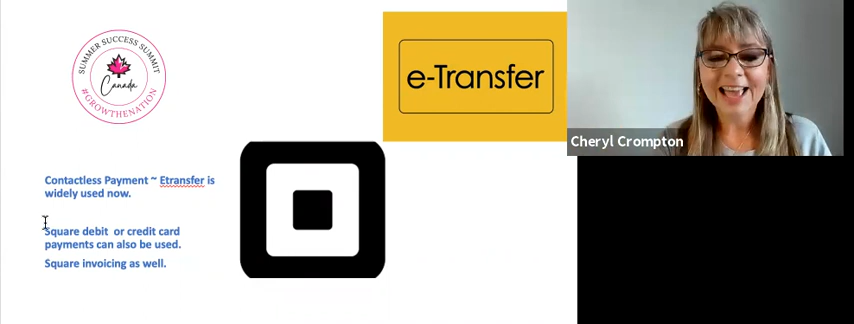 SUMMER SUCCESS SUMMIT
Canada
#GROWTHENATION
e-Transfer
Cheryl Crompton
Contactless Payment ~ Etransfer is
widely used now.
Square debit  or credit card
payments can also be used.
Square invoicing as well.